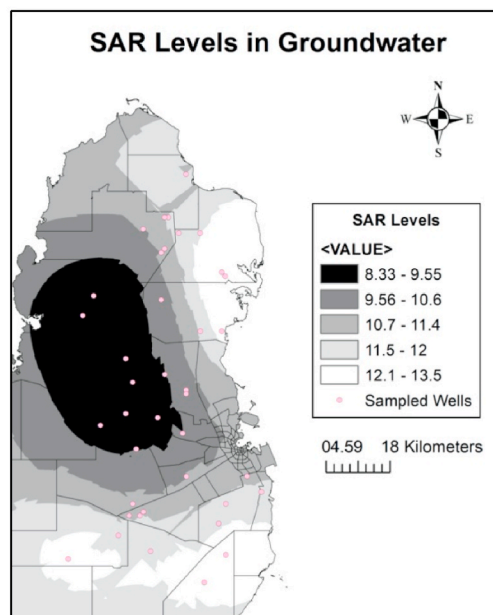 SAR Levels in Groundwater
N
W E
S
SAR Levels
<VALUE>
8.33 - 9.55
9.56 - 10.6
10.7 - 11.4
11.5 - 12
12.1 - 13.5
Sampled Wells
04.59 18 Kilometers